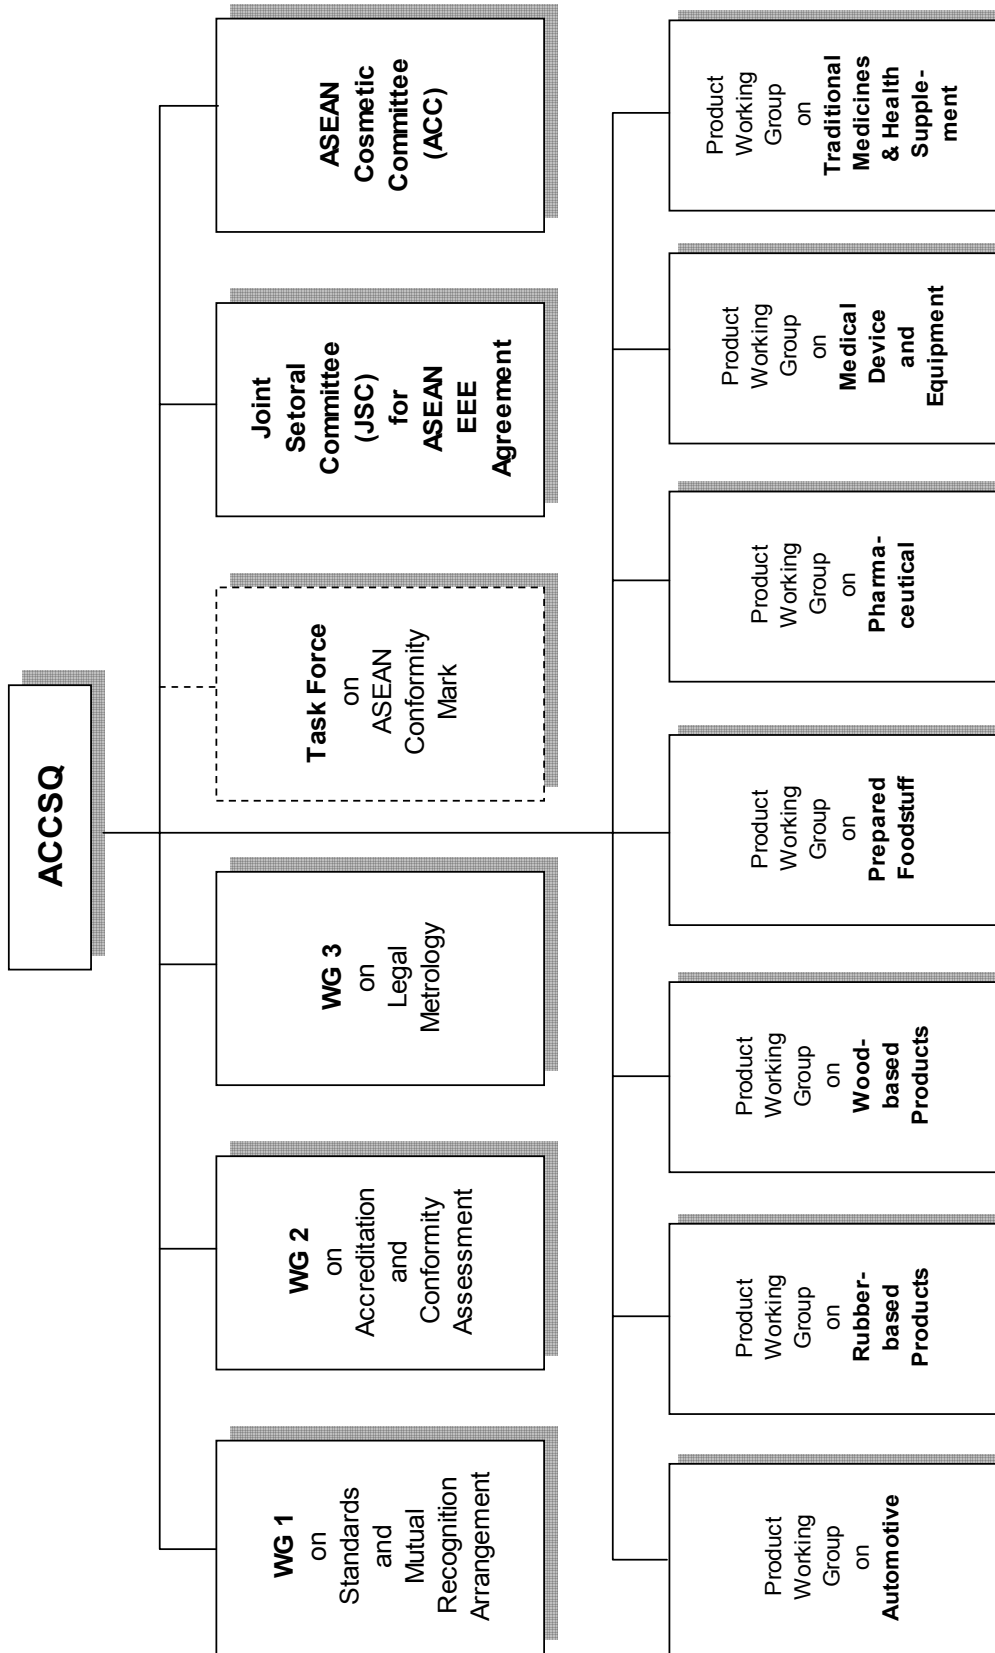 ACCSQ
WG 1
on
Standards
and
Mutual
Recognition
Arrangement
WG 2
on
Accreditation
and
Conformity
Assessment
WG 3
on
Legal
Metrology
Task Force
on
ASEAN
Conformity
Mark
Joint
Setoral
Committee
(JSC)
for
ASEAN
EEE
Agreement
ASEAN
Cosmetic
Committee
(ACC)
Product
Working
Group
on
Automotive
Product
Working
Group
on
Rubber-
based
Products
Product
Working
Group
on
Wood-
based
Products
Product
Working
Group
on
Prepared
Foodstuff
Product
Working
Group
on
Pharma-
ceutical
Product
Working
Group
on
Medical
Device
and
Equipment
Product
Working
Group
on
Traditional
Medicines
& Health
Supple-
ment